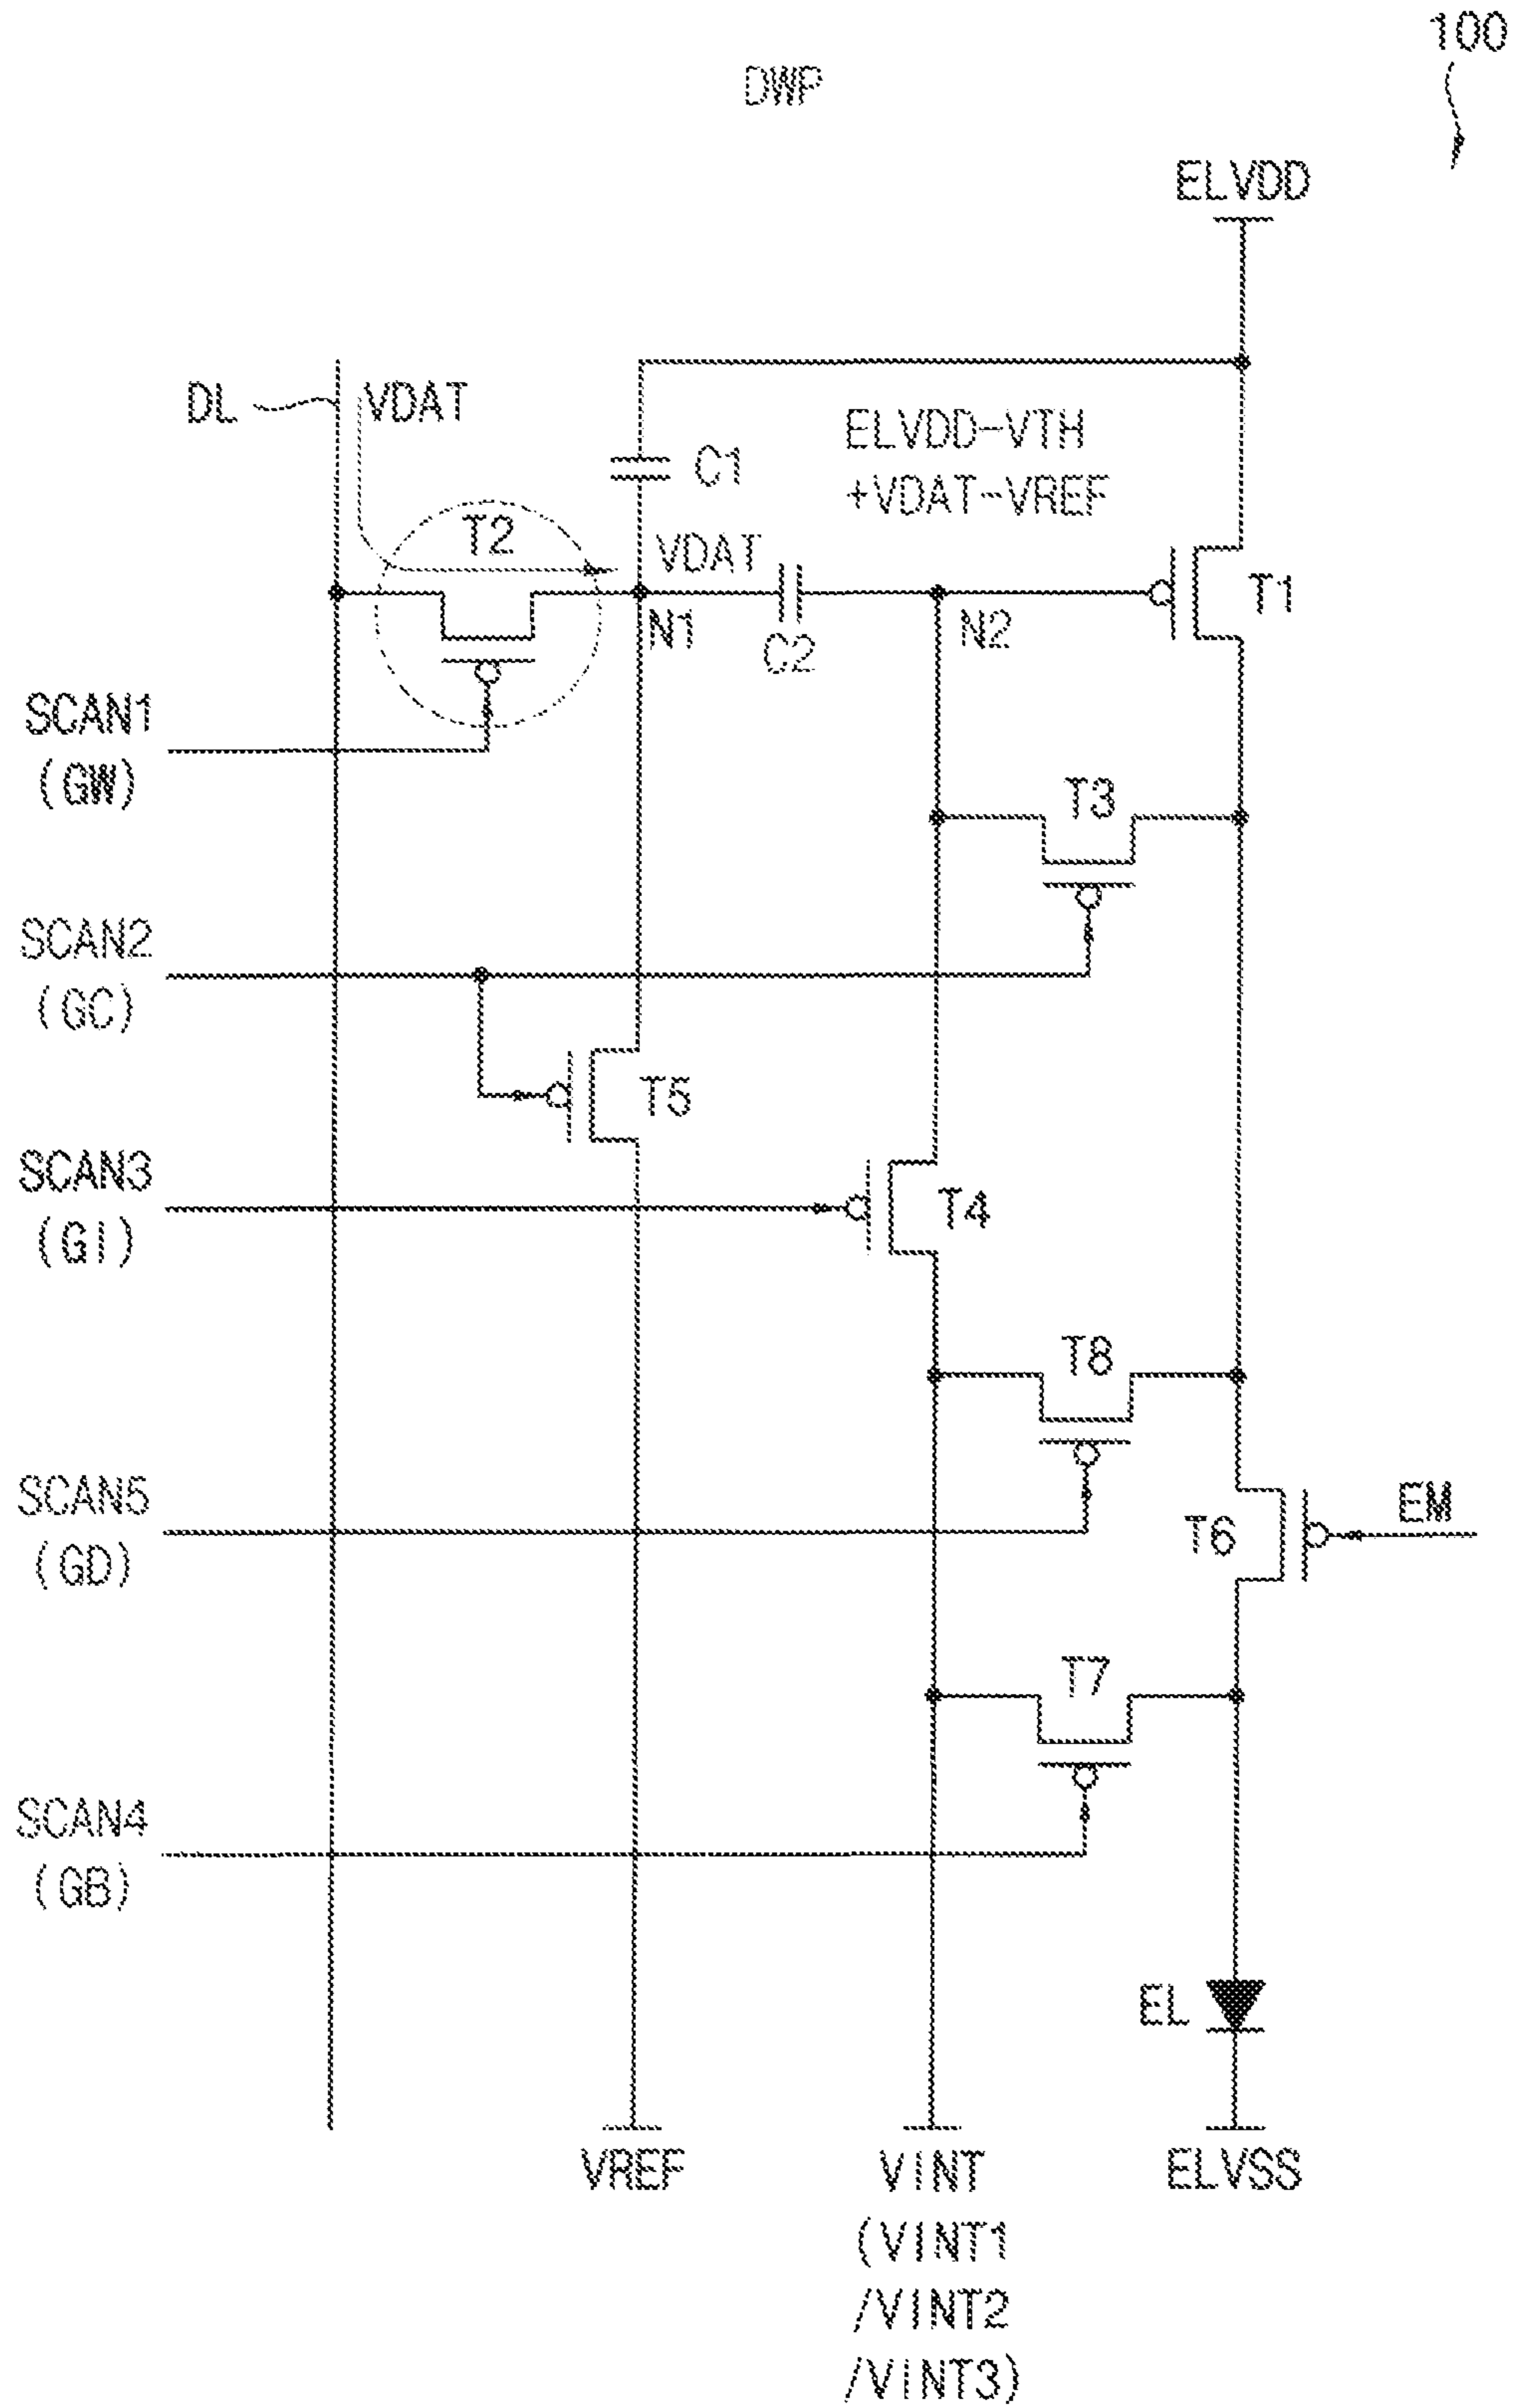 100
DWP
ELVDD
DL
VDAT
C1
ELVDD-VTH
+VDAT-VREF
T2
VDAT
N1
C2
N2
T1
SCAN1
(GW)
T3
SCAN2
(GC)
T5
SCAN3
(GI)
T4
T8
SCAN5
(GD)
T6
EM
T7
SCAN4
(GB)
EL
VREF
VINT
(VINT1
/VINT2
/VINT3)
ELVSS